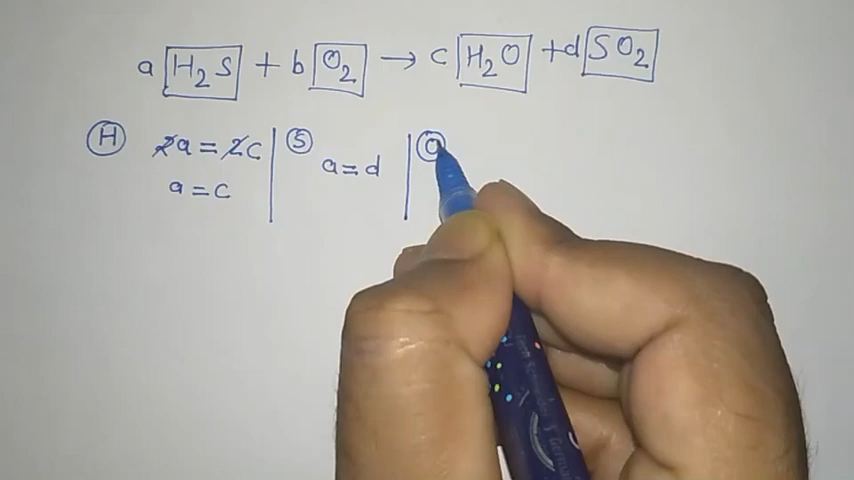 a H₂S + b O₂ → c H₂O + d SO₂
Ⓗ 2a = 2c | Ⓢ a = d | Ⓞ
a = c